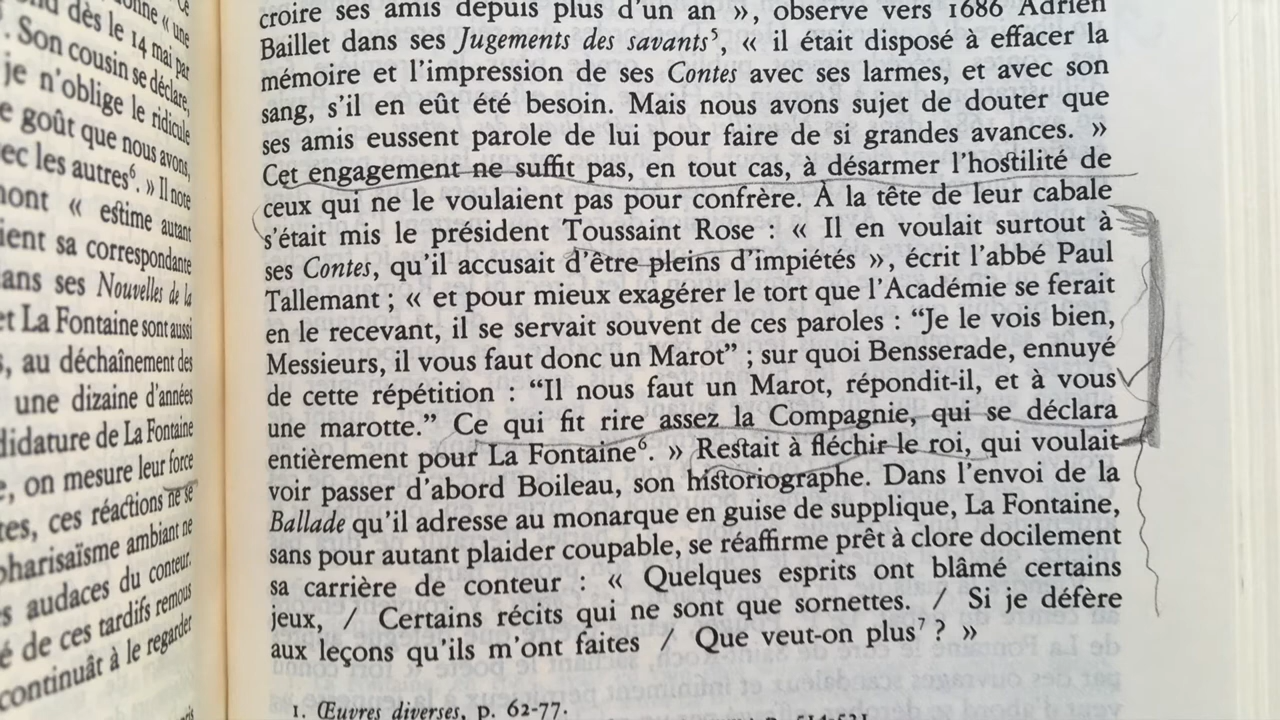 dès le 14 mai par
. Son cousin se déclare,
je n'oblige le ridicule
e goût que nous avons,
ec les autres⁶. » Il note
mont « estime autant
ient sa correspondante
ans ses Nouvelles de la
et La Fontaine sont aussi
s, au déchaînement des
une dizaine d'années
didature de La Fontaine
e, on mesure leur force
tes, ces réactions ne se
pharisaïsme ambiant ne
s audaces du conteur.
é de ces tardifs remous
continuât à le regarder
croire ses amis depuis plus d'un an », observe vers 1686 Adrien
Baillet dans ses Jugements des savants⁵, « il était disposé à effacer la
mémoire et l'impression de ses Contes avec ses larmes, et avec son
sang, s'il en eût été besoin. Mais nous avons sujet de douter que
ses amis eussent parole de lui pour faire de si grandes avances. »
Cet engagement ne suffit pas, en tout cas, à désarmer l'hostilité de
ceux qui ne le voulaient pas pour confrère. À la tête de leur cabale
s'était mis le président Toussaint Rose : « Il en voulait surtout à
ses Contes, qu'il accusait d'être pleins d'impiétés », écrit l'abbé Paul
Tallemant ; « et pour mieux exagérer le tort que l'Académie se ferait
en le recevant, il se servait souvent de ces paroles : “Je le vois bien,
Messieurs, il vous faut donc un Marot” ; sur quoi Bensserade, ennuyé
de cette répétition : “Il nous faut un Marot, répondit-il, et à vous
une marotte.” Ce qui fit rire assez la Compagnie, qui se déclara
entièrement pour La Fontaine⁶. » Restait à fléchir le roi, qui voulait
voir passer d'abord Boileau, son historiographe. Dans l'envoi de la
Ballade qu'il adresse au monarque en guise de supplique, La Fontaine,
sans pour autant plaider coupable, se réaffirme prêt à clore docilement
sa carrière de conteur : « Quelques esprits ont blâmé certains
jeux, / Certains récits qui ne sont que sornettes. / Si je défère
aux leçons qu'ils m'ont faites / Que veut-on plus⁷ ? »
1. Œuvres diverses, p. 62-77.